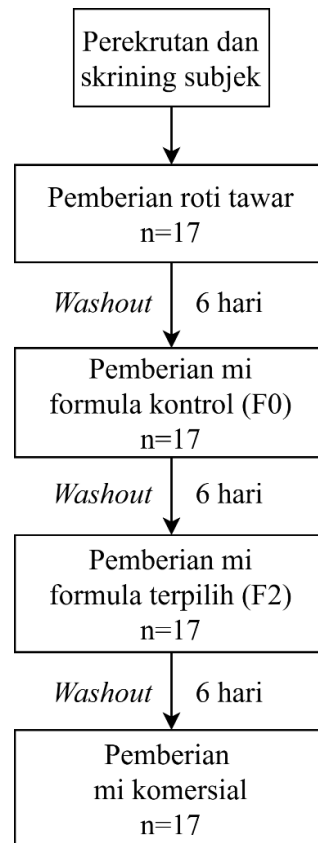 Perekrutan dan
skrining subjek
Pemberian roti tawar
n=17
Washout 6 hari
Pemberian mi
formula kontrol (F0)
n=17
Washout 6 hari
Pemberian mi
formula terpilih (F2)
n=17
Washout 6 hari
Pemberian
mi komersial
n=17